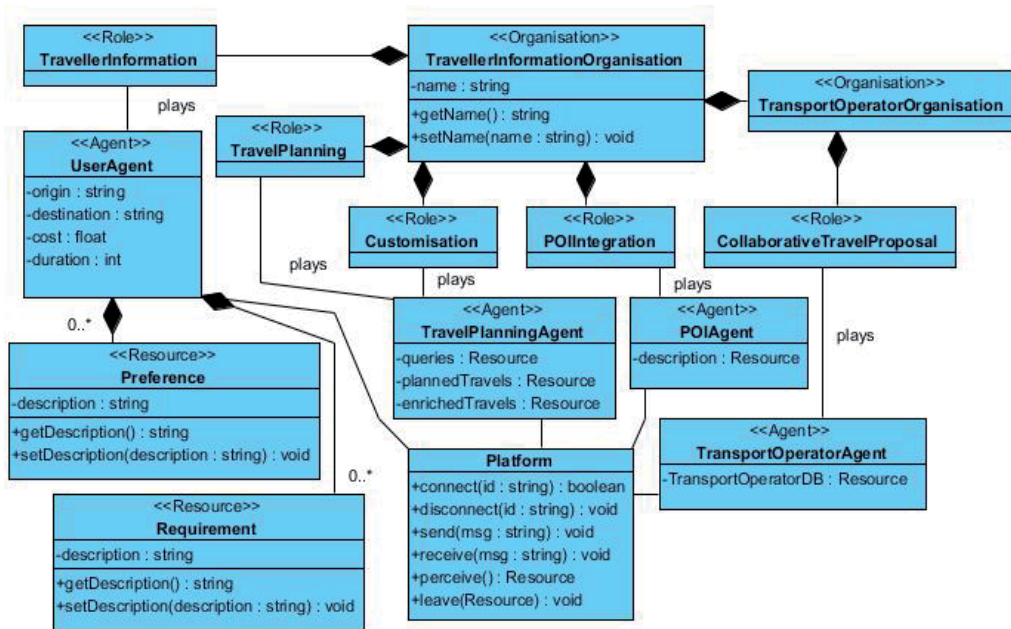 <<Role>>
TravellerInformation
<<Organisation>>
TravellerInformationOrganisation
-name : string
+getName() : string
+setName(name : string) : void
<<Organisation>>
TransportOperatorOrganisation
plays
<<Role>>
TravelPlanning
<<Agent>>
UserAgent
-origin : string
-destination : string
-cost : float
-duration : int
<<Role>>
Customisation
<<Role>>
POIIntegration
<<Role>>
CollaborativeTravelProposal
plays
plays
plays
plays
<<Agent>>
TravelPlanningAgent
-queries : Resource
-plannedTravels : Resource
-enrichedTravels : Resource
<<Agent>>
POIAgent
-description : Resource
0..*
<<Resource>>
Preference
-description : string
+getDescription() : string
+setDescription(description : string) : void
<<Agent>>
TransportOperatorAgent
-TransportOperatorDB : Resource
0..*
Platform
+connect(id : string) : boolean
+disconnect(id : string) : void
+send(msg : string) : void
+receive(msg : string) : void
+perceive() : Resource
+leave(Resource) : void
<<Resource>>
Requirement
-description : string
+getDescription() : string
+setDescription(description : string) : void